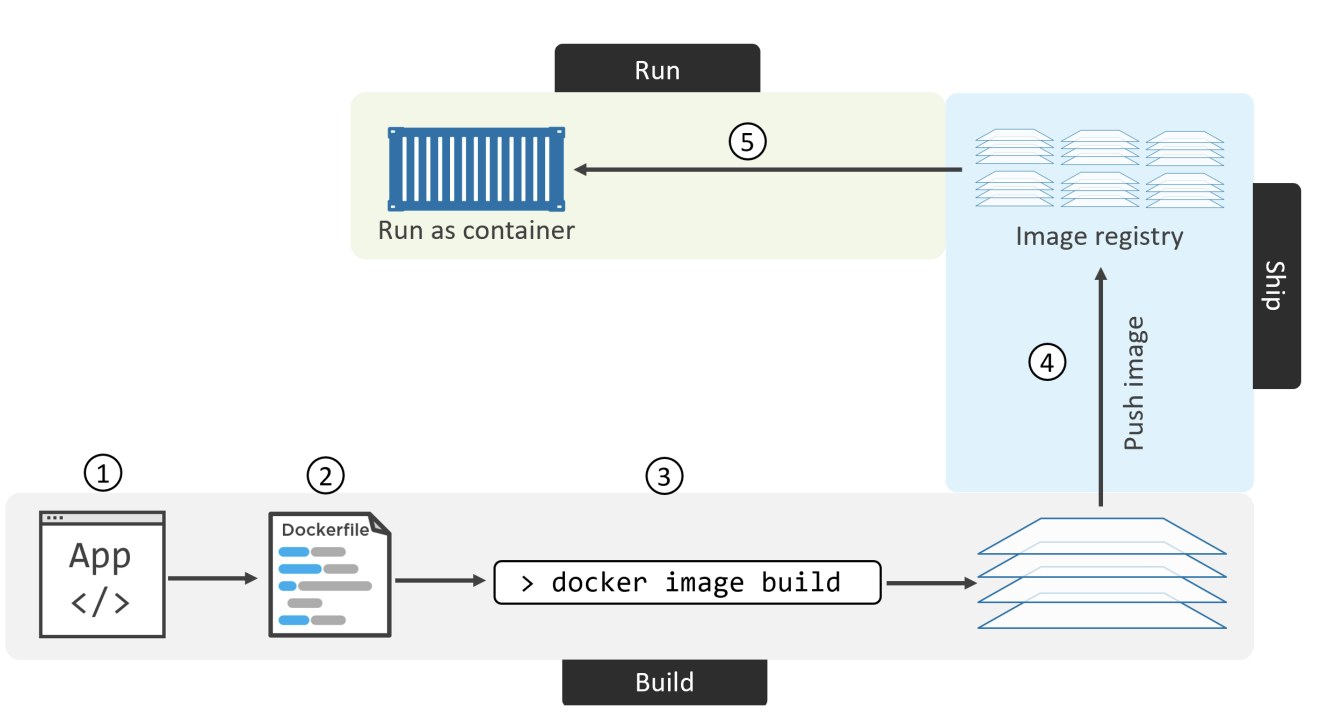 Run
5
Run as container
Image registry
Ship
4
Push image
1
2
3
App
</>
Dockerfile
> docker image build
Build